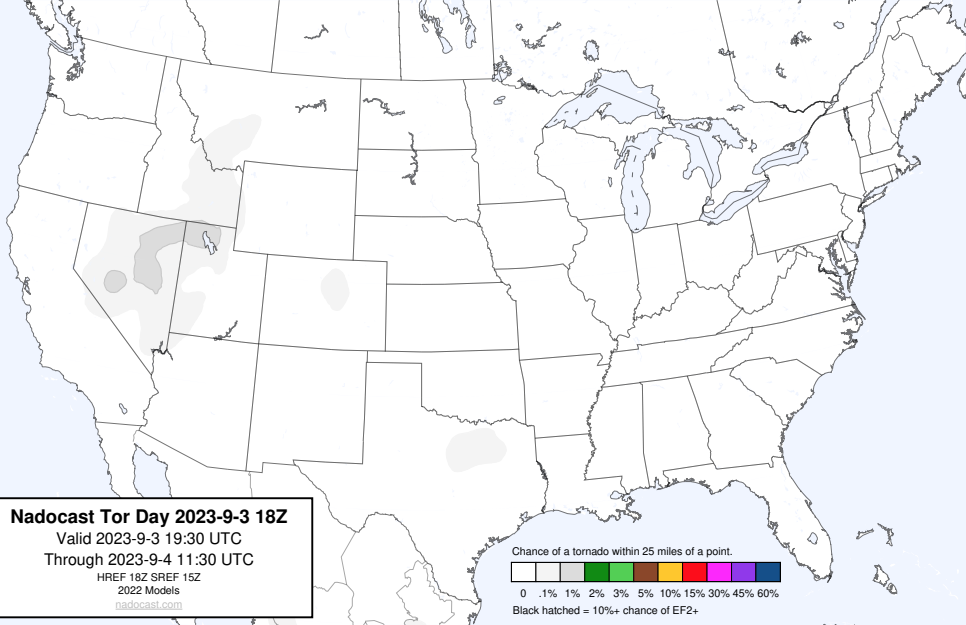 Nadocast Tor Day 2023-9-3 18Z
Valid 2023-9-3 19:30 UTC
Through 2023-9-4 11:30 UTC
HREF 18Z SREF 15Z
2022 Models
nadocast.com
Chance of a tornado within 25 miles of a point.
0 .1% 1% 2% 3% 5% 10% 15% 30% 45% 60%
Black hatched = 10%+ chance of EF2+